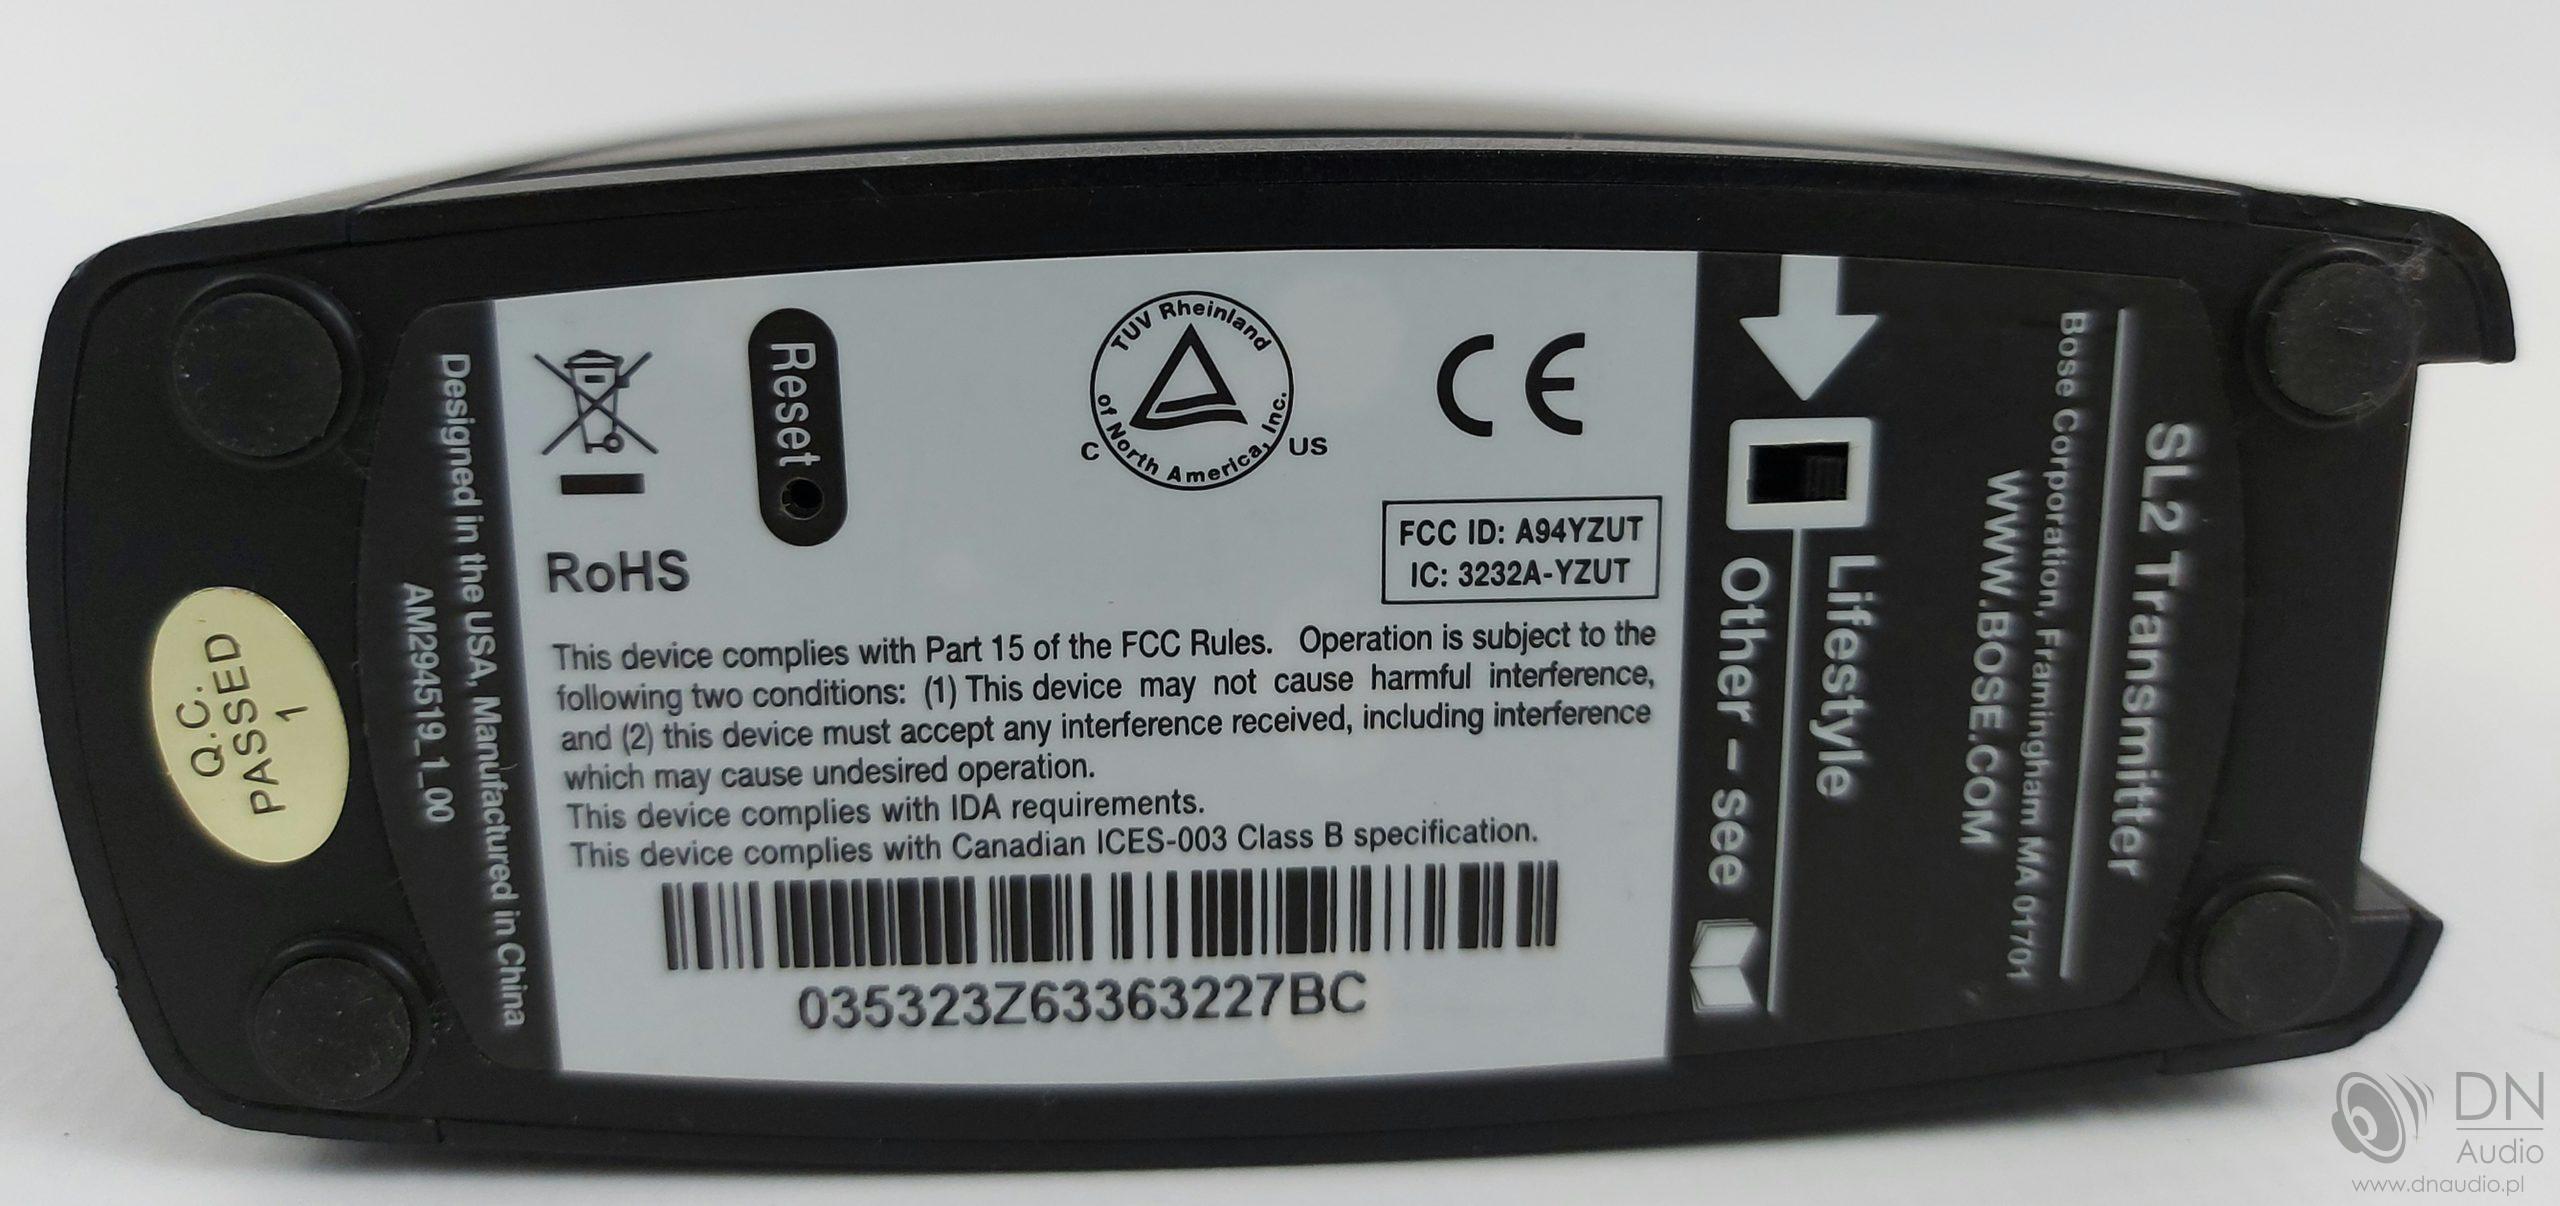 SL2 Transmitter
Bose Corporation, Framingham MA 01701
WWW.BOSE.COM
Lifestyle
Other – see
CE
TUV Rheinland
of North America, Inc.
C
US
Reset
RoHS
FCC ID: A94YZUT
IC: 3232A-YZUT
This device complies with Part 15 of the FCC Rules. Operation is subject to the
following two conditions: (1) This device may not cause harmful interference,
and (2) this device must accept any interference received, including interference
which may cause undesired operation.
This device complies with IDA requirements.
This device complies with Canadian ICES-003 Class B specification.
035323Z63363227BC
Designed in the USA, Manufactured in China
AM294519_1_00
Q.C.
PASSED
1
DN
Audio
www.dnaudio.pl